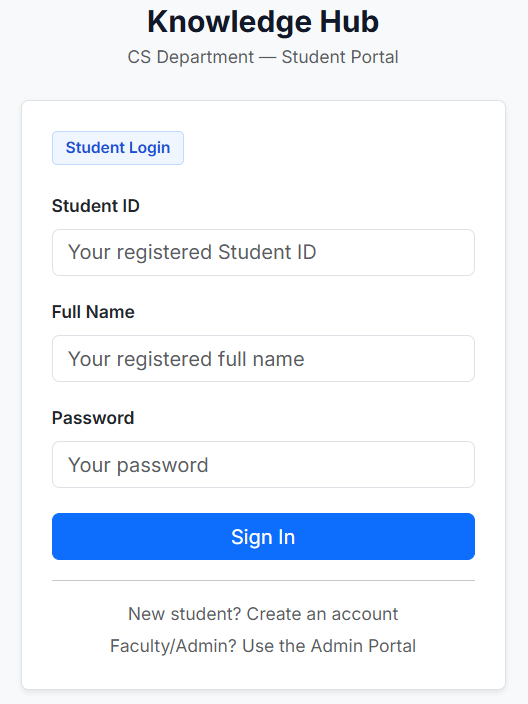 Knowledge Hub
CS Department — Student Portal
Student Login
Student ID
Your registered Student ID
Full Name
Your registered full name
Password
Your password
Sign In
New student? Create an account
Faculty/Admin? Use the Admin Portal